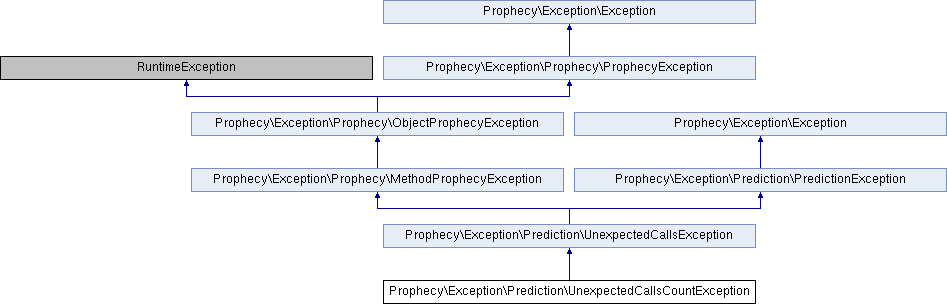 Prophecy\Exception\Exception
RuntimeException
Prophecy\Exception\Prophecy\ProphecyException
Prophecy\Exception\Prophecy\ObjectProphecyException
Prophecy\Exception\Exception
Prophecy\Exception\Prophecy\MethodProphecyException
Prophecy\Exception\Prediction\PredictionException
Prophecy\Exception\Prediction\UnexpectedCallsException
Prophecy\Exception\Prediction\UnexpectedCallsCountException